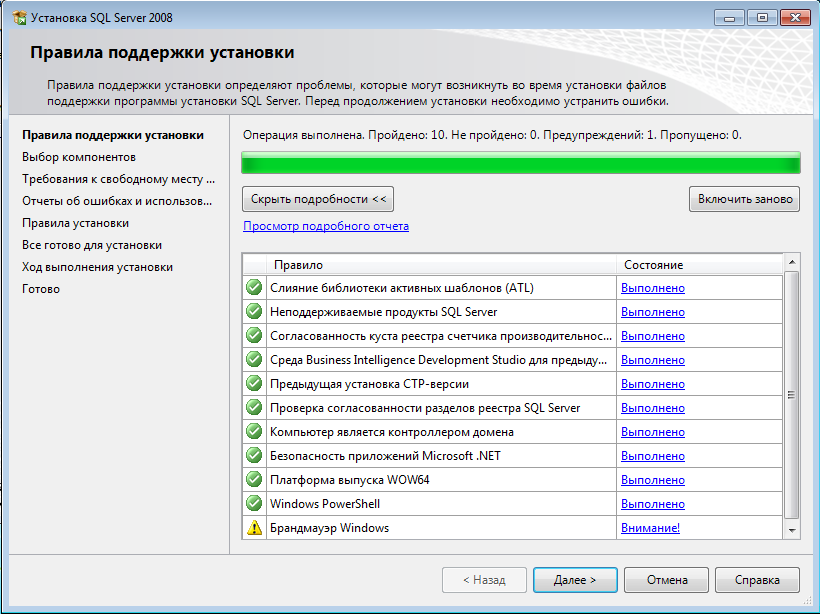 Установка SQL Server 2008
Правила поддержки установки
Правила поддержки установки определяют проблемы, которые могут возникнуть во время установки файлов
поддержки программы установки SQL Server. Перед продолжением установки необходимо устранить ошибки.
Правила поддержки установки
Выбор компонентов
Требования к свободному месту ...
Отчеты об ошибках и использов...
Правила установки
Все готово для установки
Ход выполнения установки
Готово
Операция выполнена. Пройдено: 10. Не пройдено: 0. Предупреждений: 1. Пропущено: 0.
Скрыть подробности <<
Включить заново
Просмотр подробного отчета
Правило Состояние
Слияние библиотеки активных шаблонов (ATL) Выполнено
Неподдерживаемые продукты SQL Server Выполнено
Согласованность куста реестра счетчика производительнос... Выполнено
Среда Business Intelligence Development Studio для предыду... Выполнено
Предыдущая установка CTP-версии Выполнено
Проверка согласованности разделов реестра SQL Server Выполнено
Компьютер является контроллером домена Выполнено
Безопасность приложений Microsoft .NET Выполнено
Платформа выпуска WOW64 Выполнено
Windows PowerShell Выполнено
Брандмауэр Windows Внимание!
< Назад
Далее >
Отмена
Справка